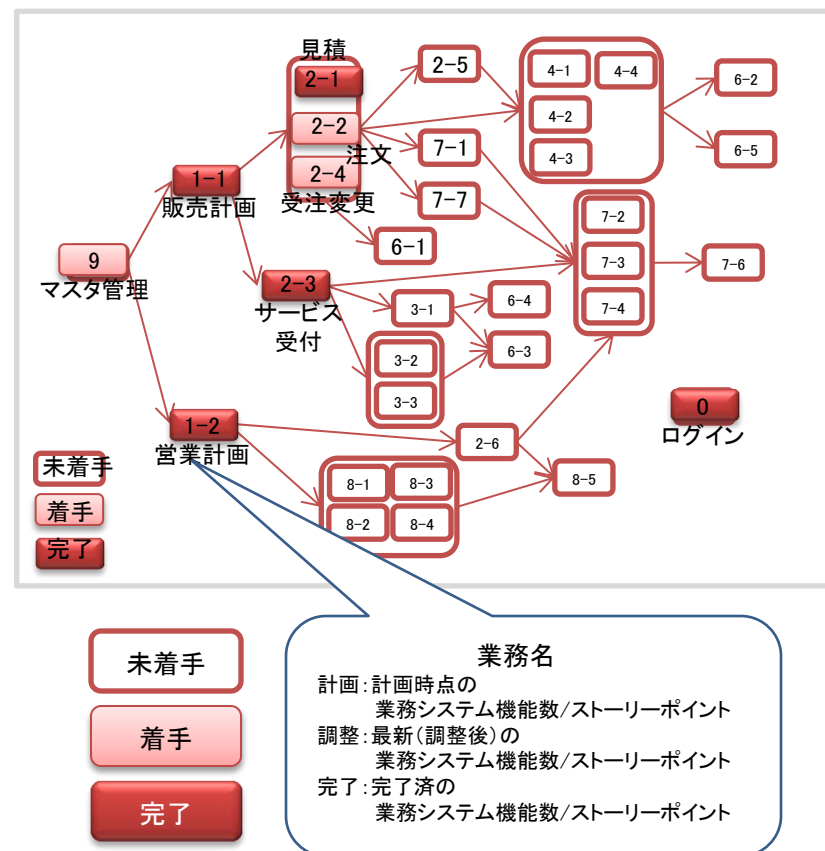 見積
2-1
2-2
注文
2-4
受注変更
2-5
7-1
7-7
6-1
4-1
4-4
4-2
4-3
6-2
6-5
1-1
販売計画
9
マスタ管理
2-3
サービス
受付
3-1
6-4
6-3
3-2
3-3
7-2
7-3
7-4
7-6
1-2
営業計画
2-6
8-1
8-3
8-2
8-4
8-5
0
ログイン
未着手
着手
完了
未着手
着手
完了
業務名
計画:計画時点の
業務システム機能数/ストーリーポイント
調整:最新(調整後)の
業務システム機能数/ストーリーポイント
完了:完了済の
業務システム機能数/ストーリーポイント